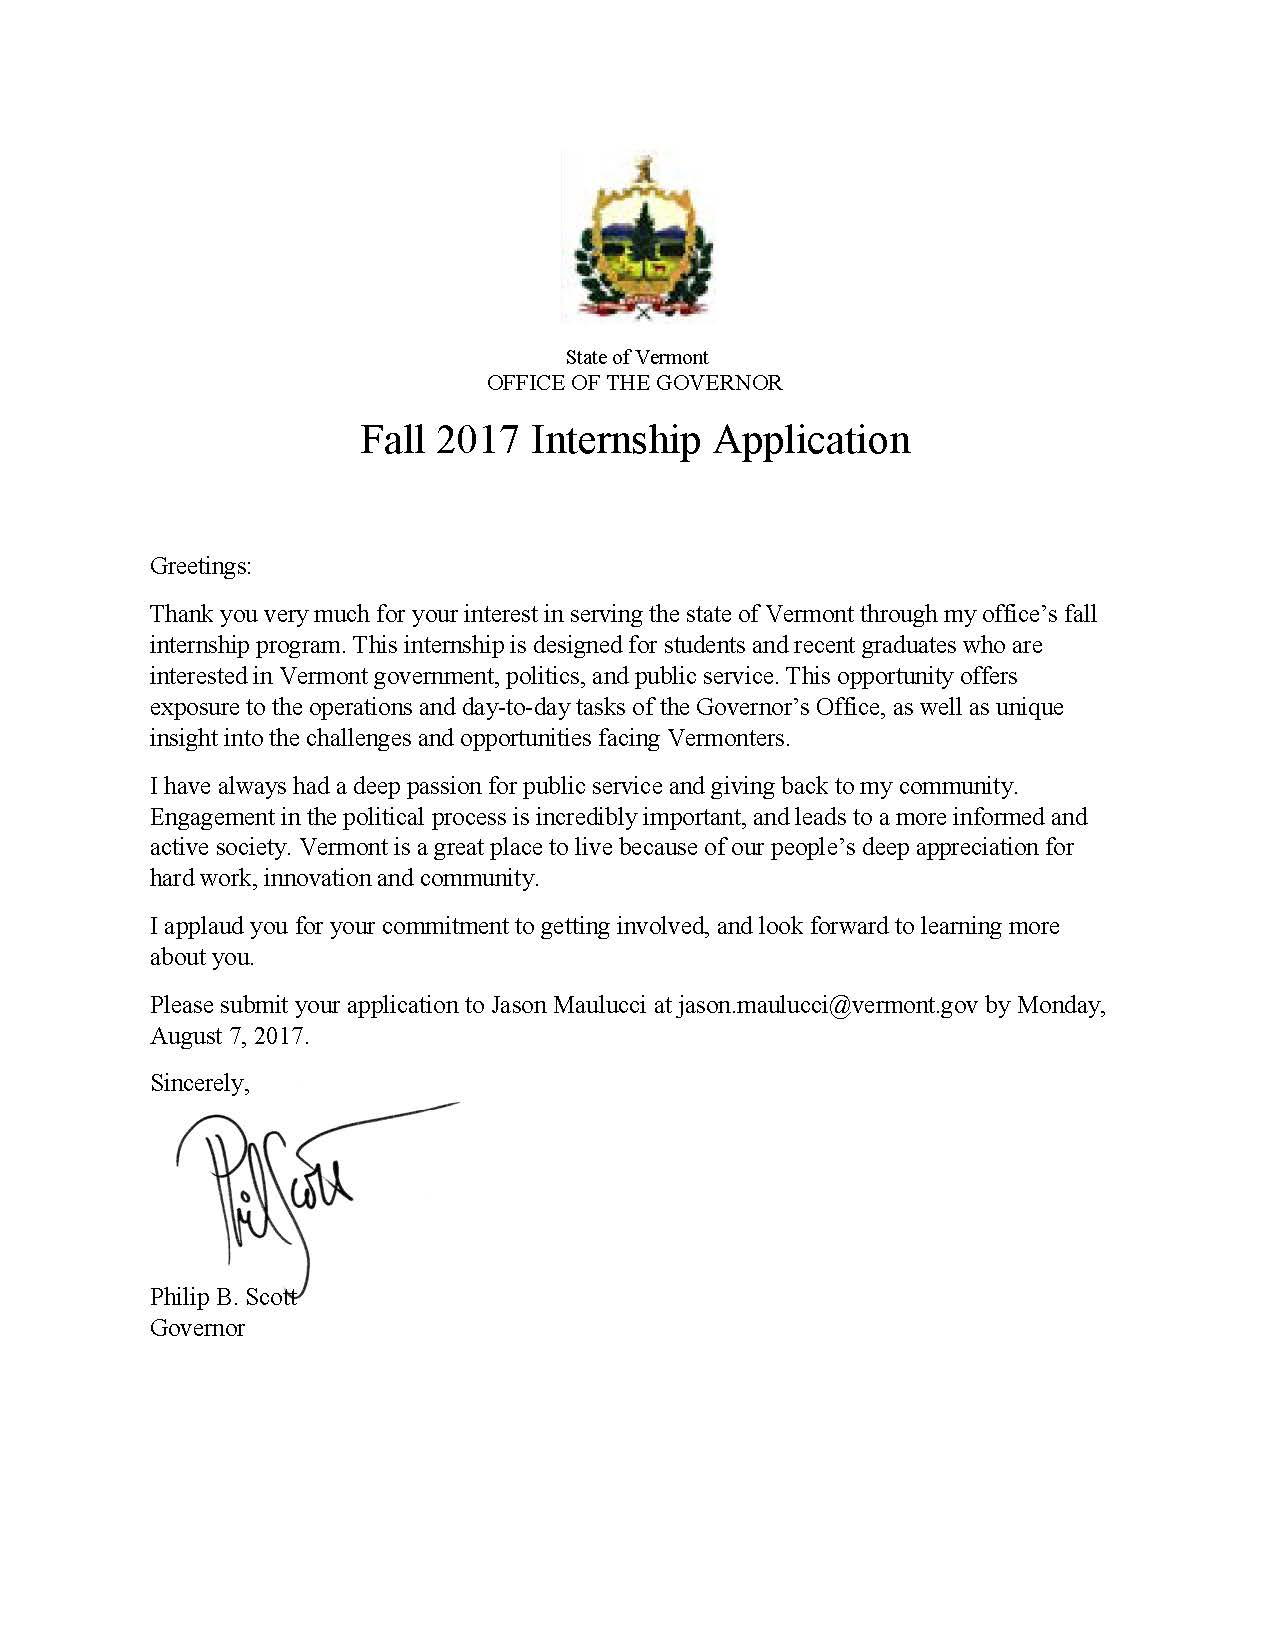 State of Vermont
OFFICE OF THE GOVERNOR
Fall 2017 Internship Application
Greetings:
Thank you very much for your interest in serving the state of Vermont through my office’s fall
internship program. This internship is designed for students and recent graduates who are
interested in Vermont government, politics, and public service. This opportunity offers
exposure to the operations and day-to-day tasks of the Governor’s Office, as well as unique
insight into the challenges and opportunities facing Vermonters.
I have always had a deep passion for public service and giving back to my community.
Engagement in the political process is incredibly important, and leads to a more informed and
active society. Vermont is a great place to live because of our people’s deep appreciation for
hard work, innovation and community.
I applaud you for your commitment to getting involved, and look forward to learning more
about you.
Please submit your application to Jason Maulucci at jason.maulucci@vermont.gov by Monday,
August 7, 2017.
Sincerely,
Phil Scott
Philip B. Scott
Governor